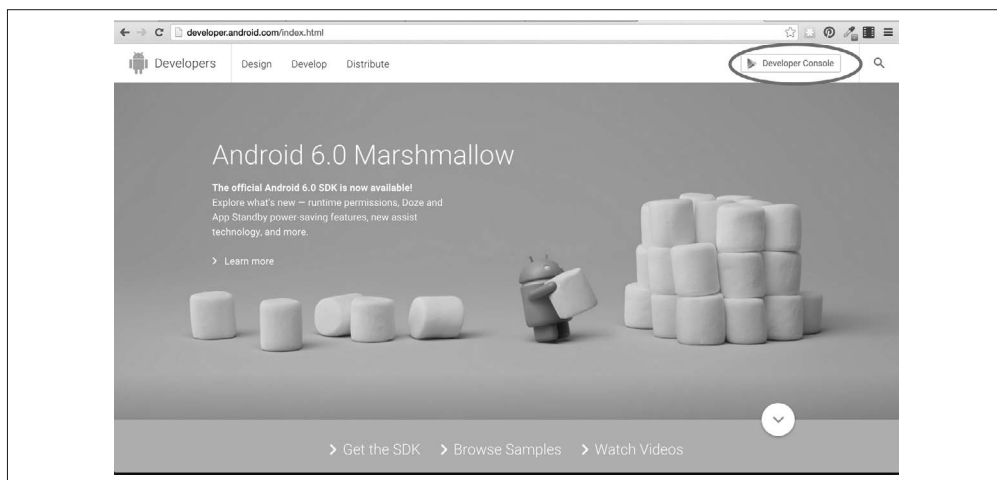 developer.android.com/index.html
Developers Design Develop Distribute Developer Console
Android 6.0 Marshmallow
The official Android 6.0 SDK is now available!
Explore what's new — runtime permissions, Doze and
App Standby power-saving features, new assist
technology, and more.
Learn more
Get the SDK Browse Samples Watch Videos